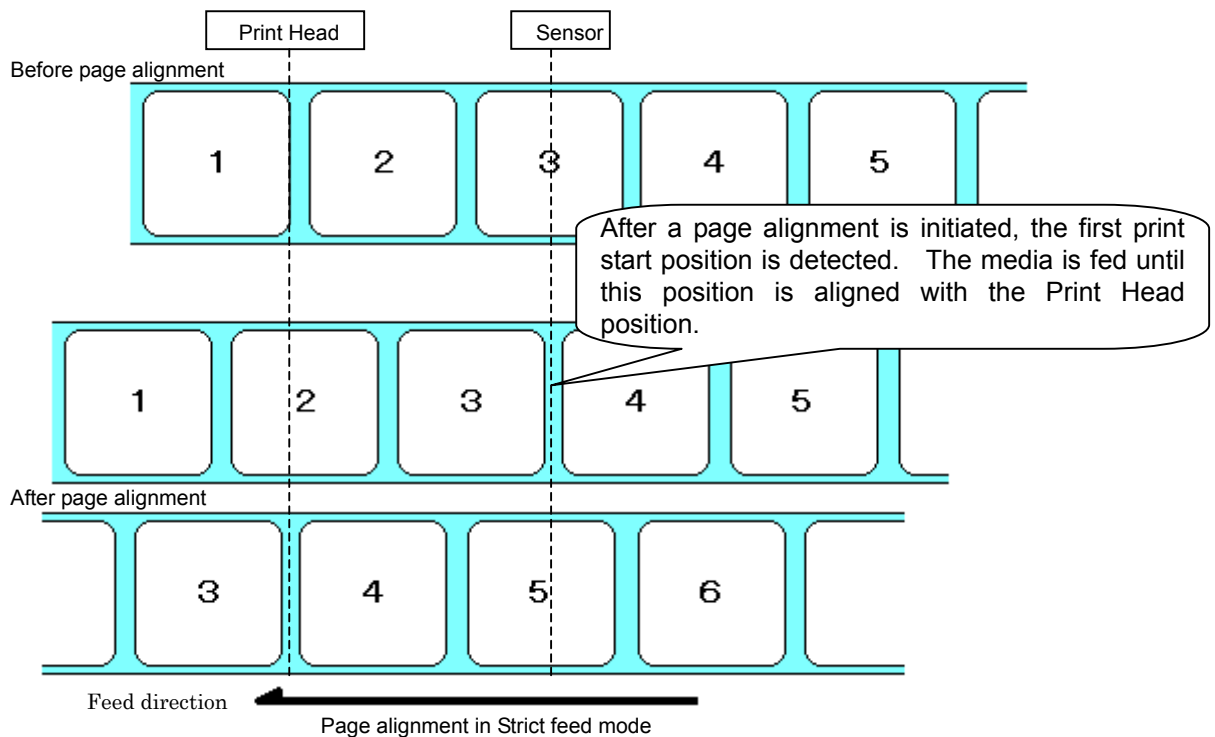 Print Head
Sensor
Before page alignment
1 2 3 4 5
After a page alignment is initiated, the first print
start position is detected. The media is fed until
this position is aligned with the Print Head
position.
1 2 3 4 5
After page alignment
3 4 5 6
Feed direction
Page alignment in Strict feed mode